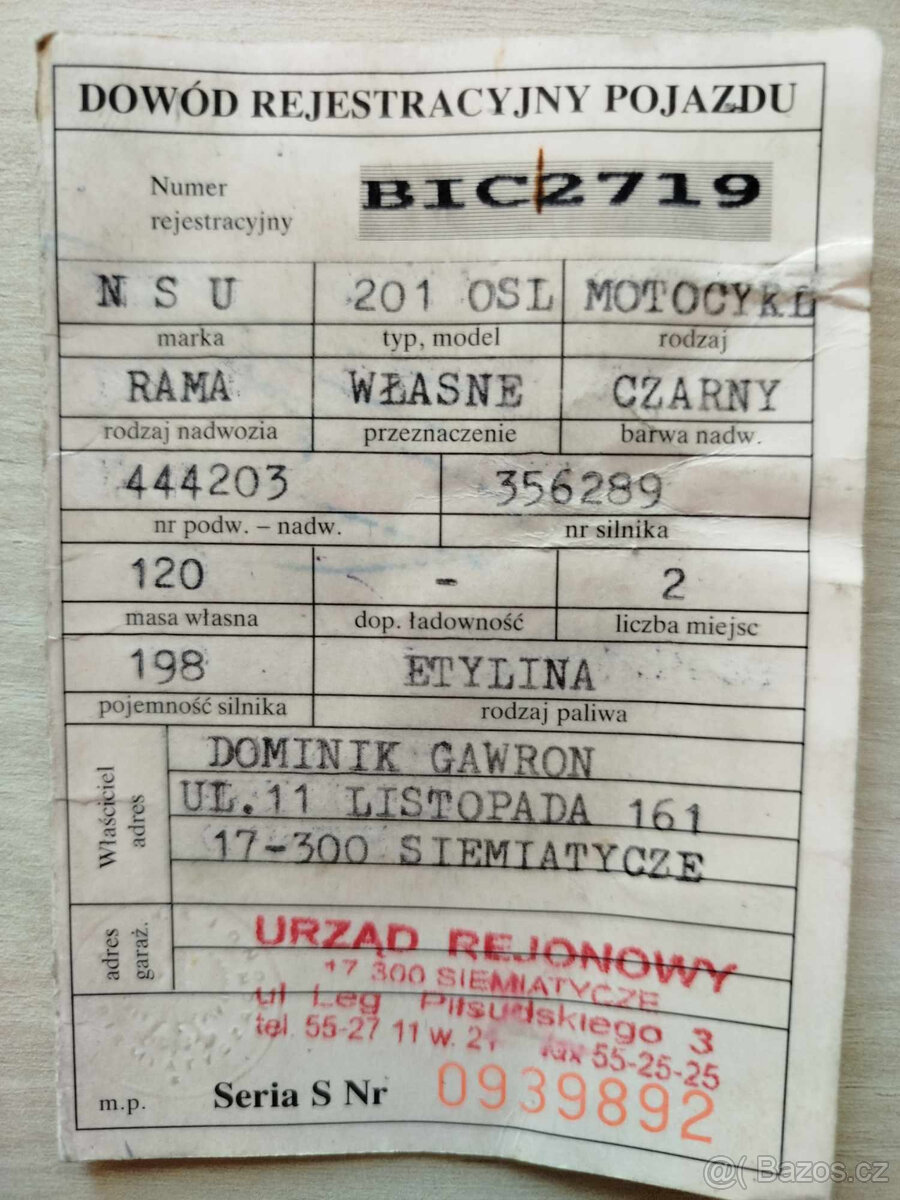 DOWÓD REJESTRACYJNY POJAZDU
Numer
rejestracyjny
BIC2719
NSU 201 OSL MOTOCYKL
marka typ, model rodzaj
RAMA WŁASNE CZARNY
rodzaj nadwozia przeznaczenie barwa nadw.
444203 356289
nr podw. – nadw. nr silnika
120 - 2
masa własna dop. ładowność liczba miejsc
198 ETYLINA
pojemność silnika rodzaj paliwa
Właściciel
adres
DOMINIK GAWRON
UŁ.11 LISTOPADA 161
17-300 SIEMIATYCZE
adres
garaż.
URZĄD REJONOWY
17 300 SIEMIATYCZE
ul Leg Piłsudskiego 3
tel. 55-27 11 w. 21 fax 55-25-25
m.p. Seria S Nr 0939892
@( Bazos.cz